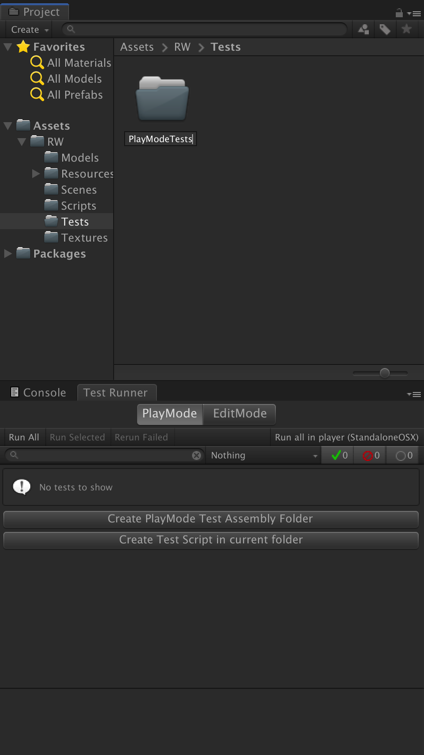 Project
Create
Favorites
All Materials
All Models
All Prefabs
Assets
RW
Models
Resources
Scenes
Scripts
Tests
Textures
Packages
Assets > RW > Tests
PlayModeTests
Console
Test Runner
PlayMode
EditMode
Run All
Run Selected
Rerun Failed
Run all in player (StandaloneOSX)
Nothing
0
0
0
No tests to show
Create PlayMode Test Assembly Folder
Create Test Script in current folder